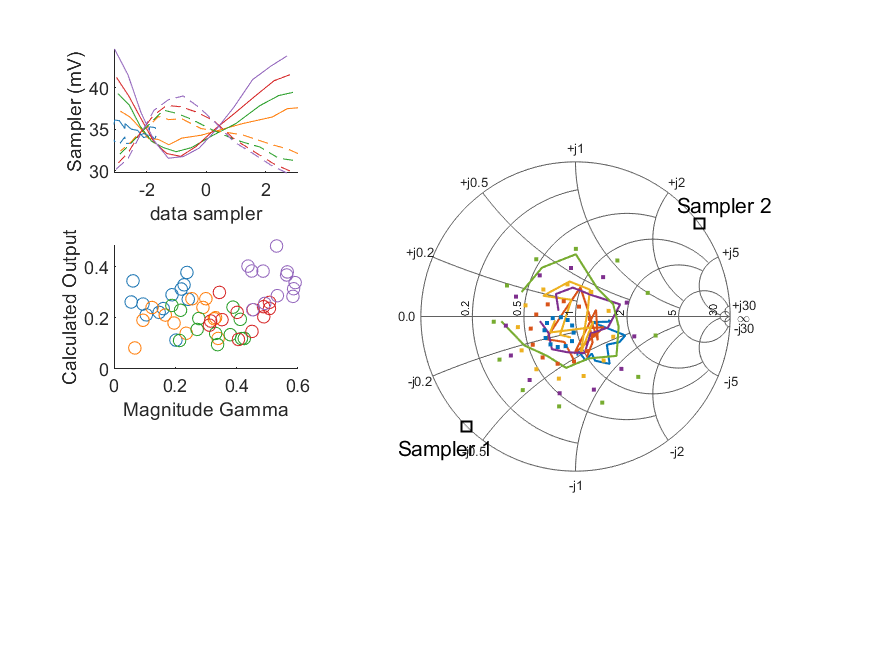 Sampler (mV)
40
35
30
-2
0
2
data sampler
Calculated Output
0.4
0.2
0
0
0.2
0.4
0.6
Magnitude Gamma
+j1
+j0.5
+j2
Sampler 2
+j0.2
+j5
0.0
0.2
0.5
1
2
5
30
+j30
∞
-j30
-j0.2
-j5
Sampler 1
-j0.5
-j2
-j1